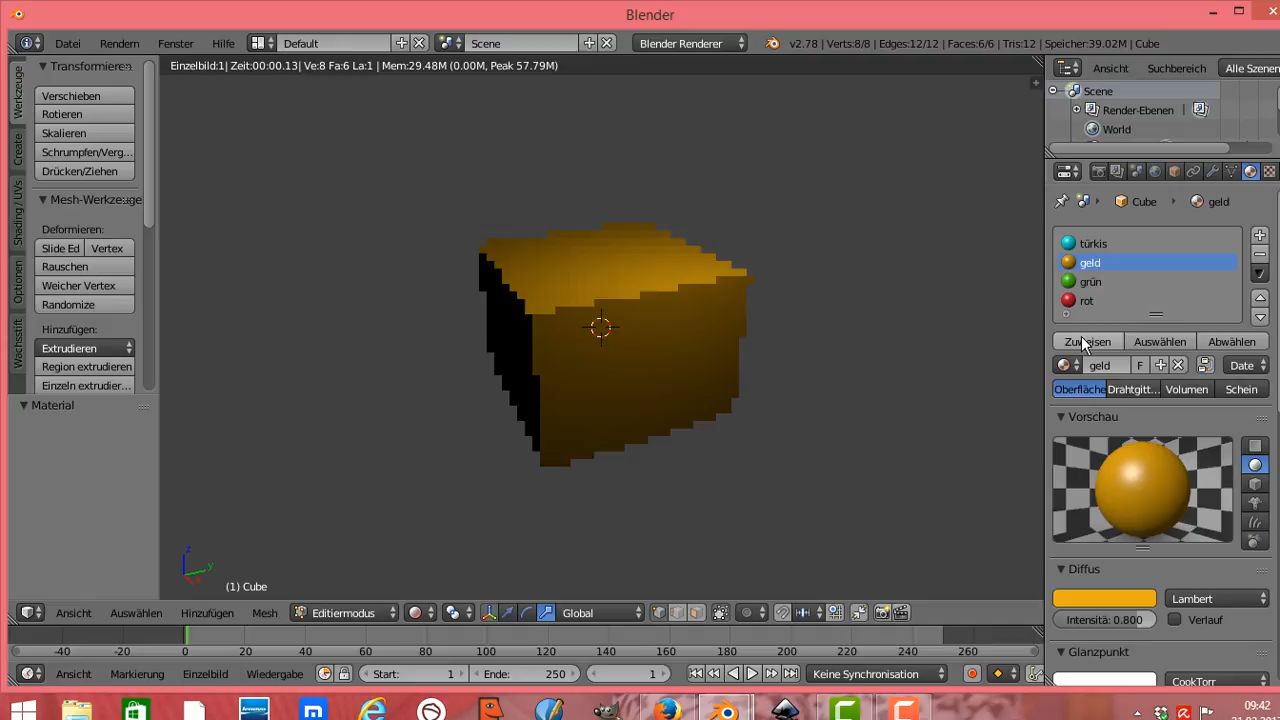 Blender
Datei Rendern Fenster Hilfe Default Scene Blender Renderer v2.78 | Verts:8/8 | Edges:12/12 | Faces:6/6 | Tris:12 | Speicher:39.02M | Cube
Einzelbild:1| Zeit:00:00.13| Ve:8 Fa:6 La:1 | Mem:29.48M (0.00M, Peak 57.79M)
Werkzeuge
Create
Shading / UVs
Optionen
Wachsstift
Transformieren
Verschieben
Rotieren
Skalieren
Schrumpfen/Verg...
Drücken/Ziehen
Mesh-Werkzeuge
Deformieren:
Slide Ed Vertex
Rauschen
Weicher Vertex
Randomize
Hinzufügen:
Extrudieren
Region extrudieren
Einzeln extrudier...
Material
z
y
x
(1) Cube
Ansicht Auswählen Hinzufügen Mesh Editiermodus Global
-40 -20 0 20 40 60 80 100 120 140 160 180 200 220 240 260
Ansicht Markierung Einzelbild Wiedergabe Start: 1 Ende: 250 1 Keine Synchronisation
Ansicht Suchbereich Alle Szenen
Scene
Render-Ebenen |
World
Cube geld
türkis
geld
grün
rot
Zuweisen Auswählen Abwählen
geld F Date
Oberfläche Drahtgitt... Volumen Schein
Vorschau
Diffus
Lambert
Intensitä: 0.800 Verlauf
Glanzpunkt
CookTorr
09:42